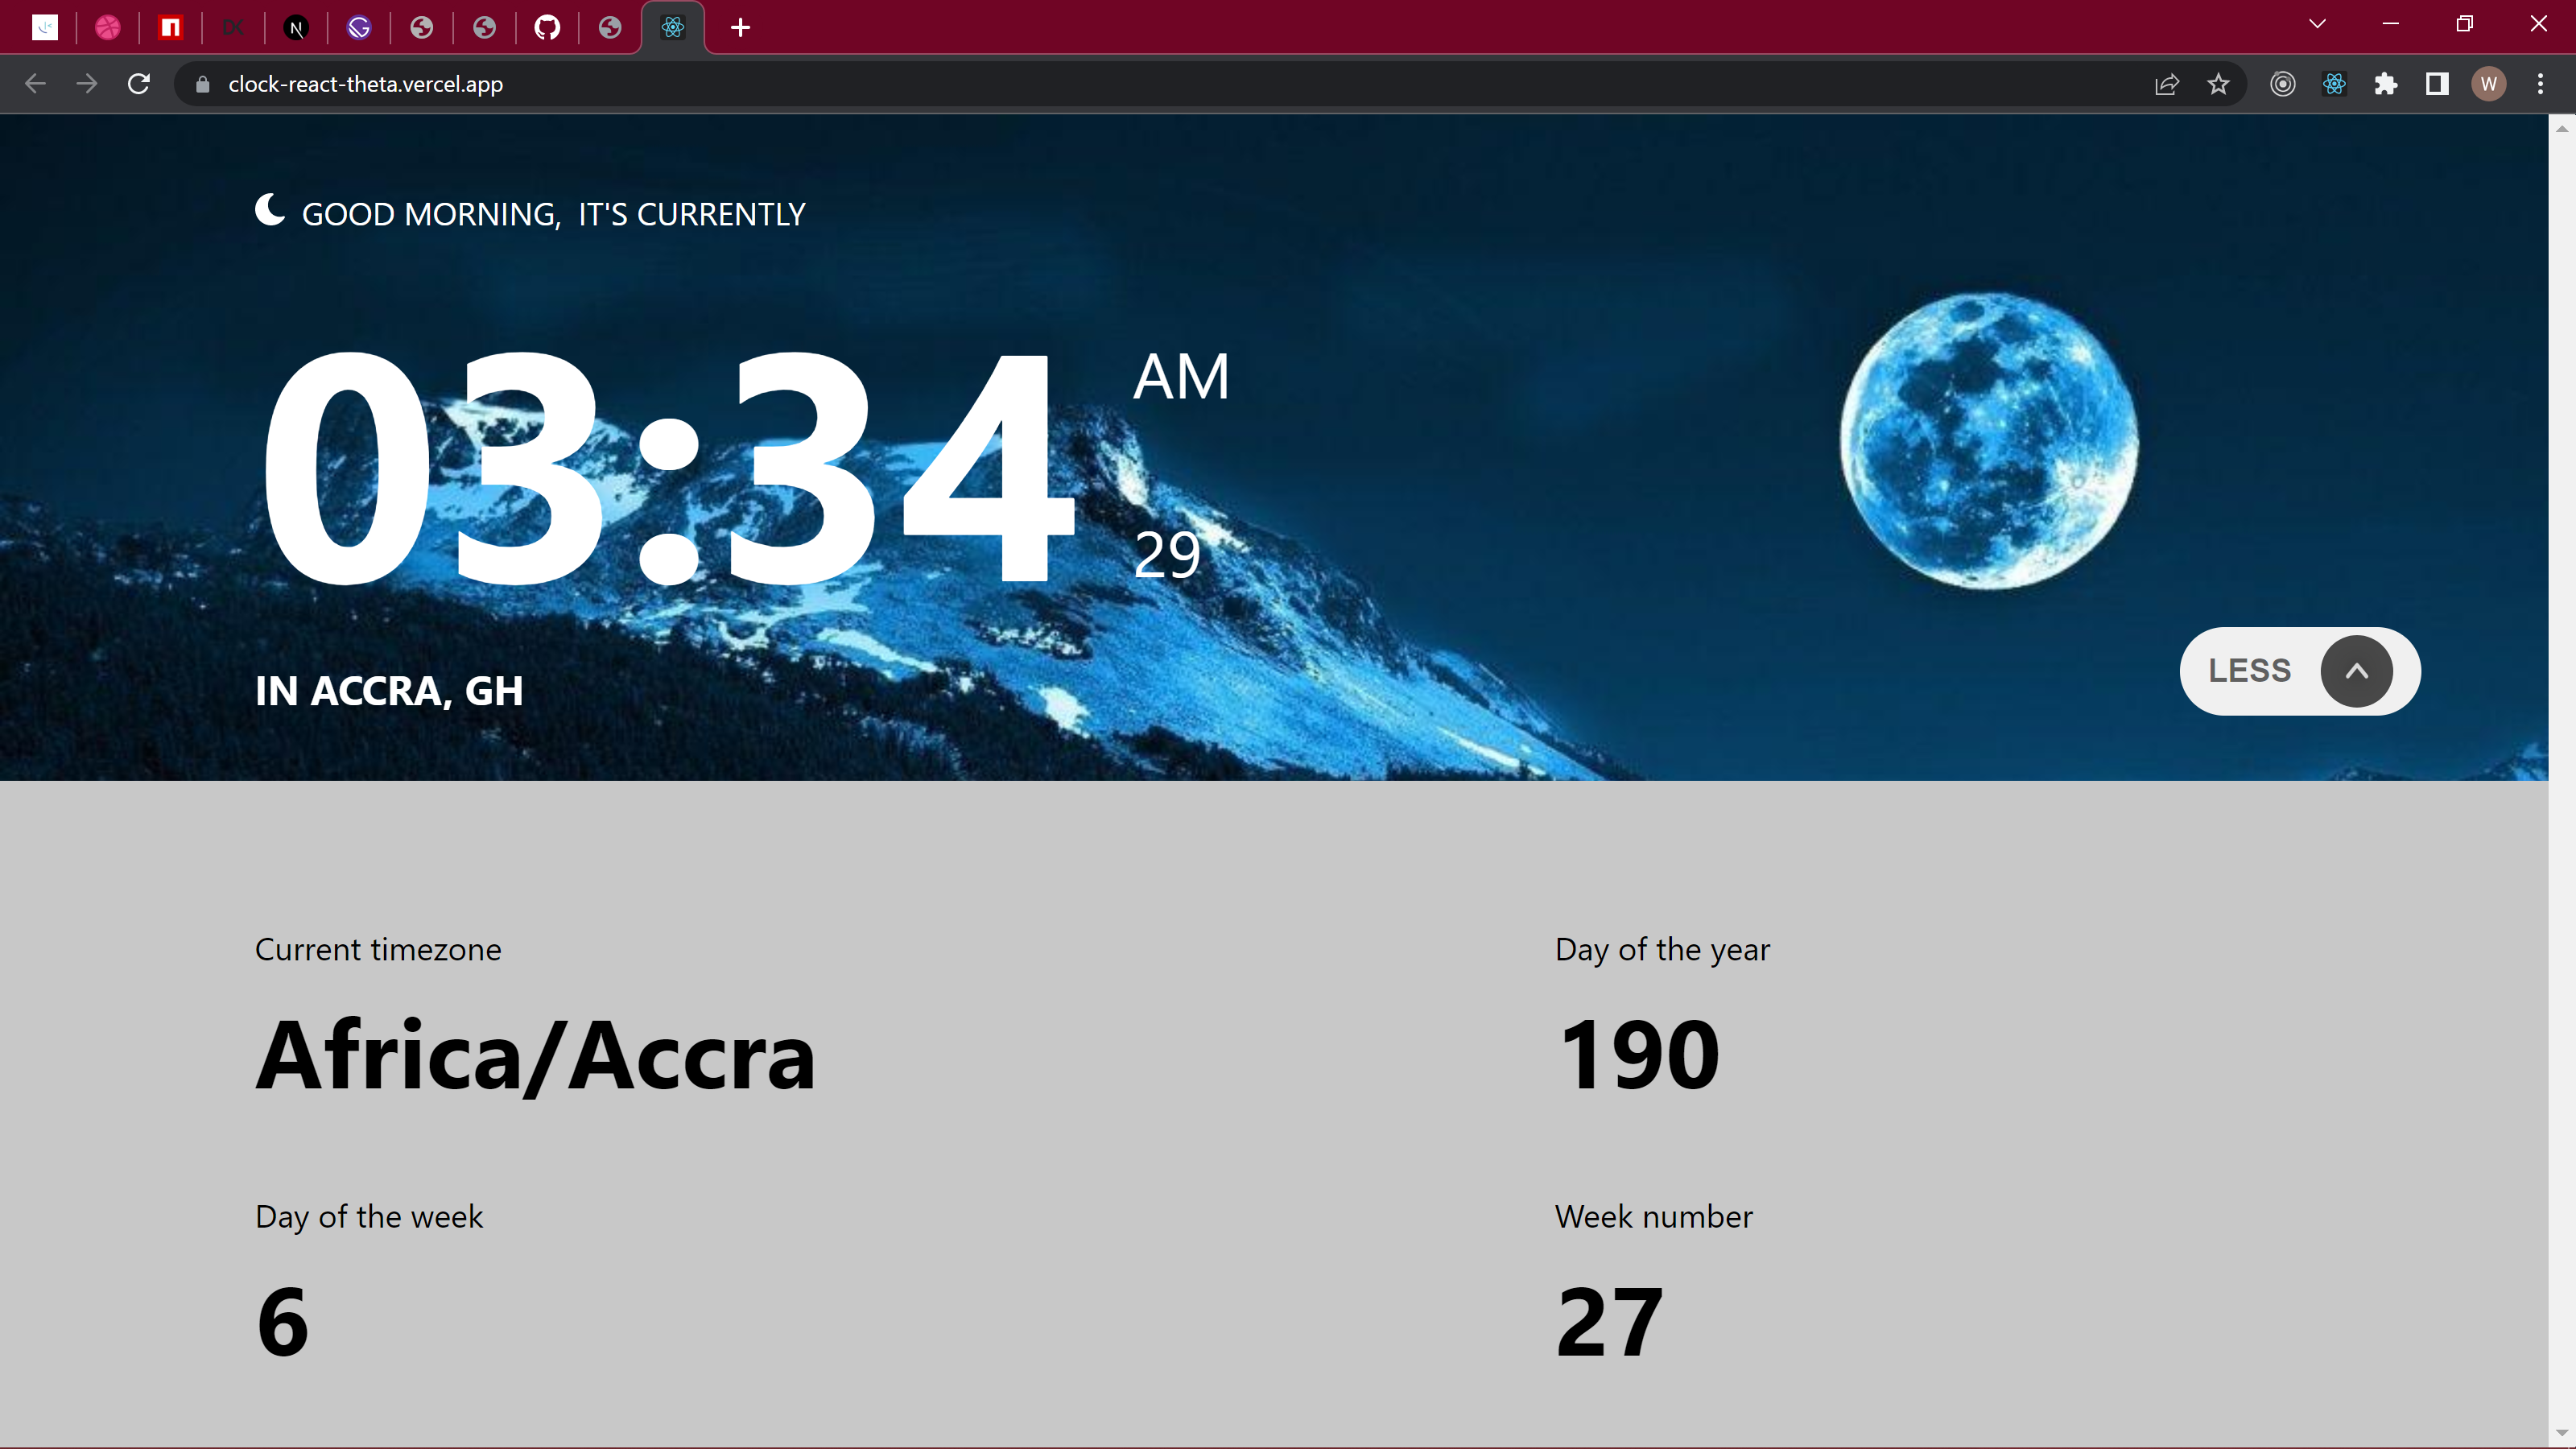 clock-react-theta.vercel.app
W
GOOD MORNING, IT'S CURRENTLY
03:34
AM
29
IN ACCRA, GH
LESS
Current timezone
Africa/Accra
Day of the year
190
Day of the week
6
Week number
27